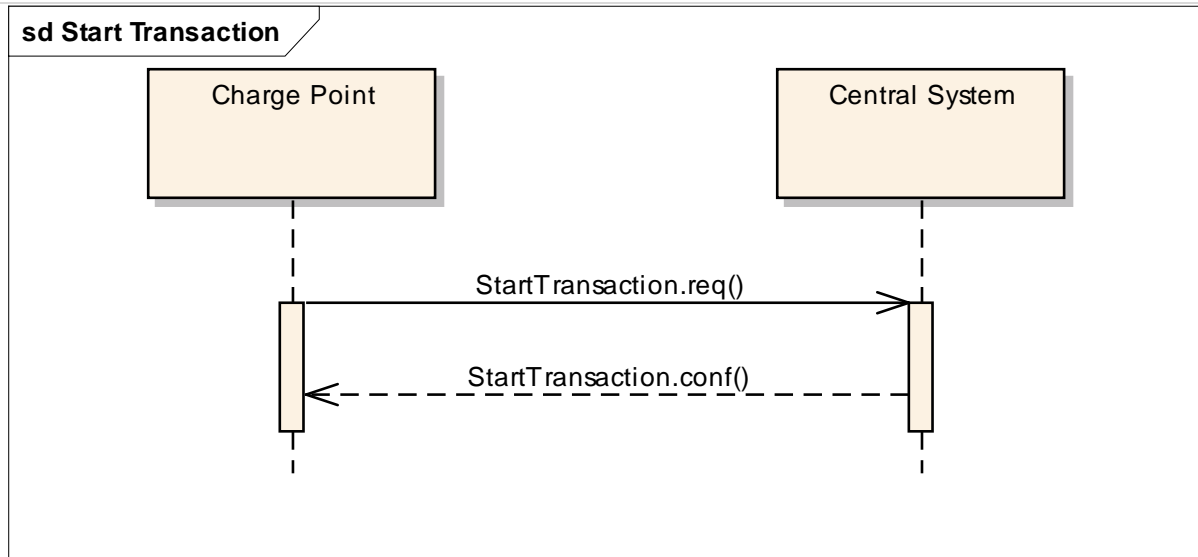 sd Start Transaction
Charge Point
Central System
StartTransaction.req()
StartTransaction.conf()